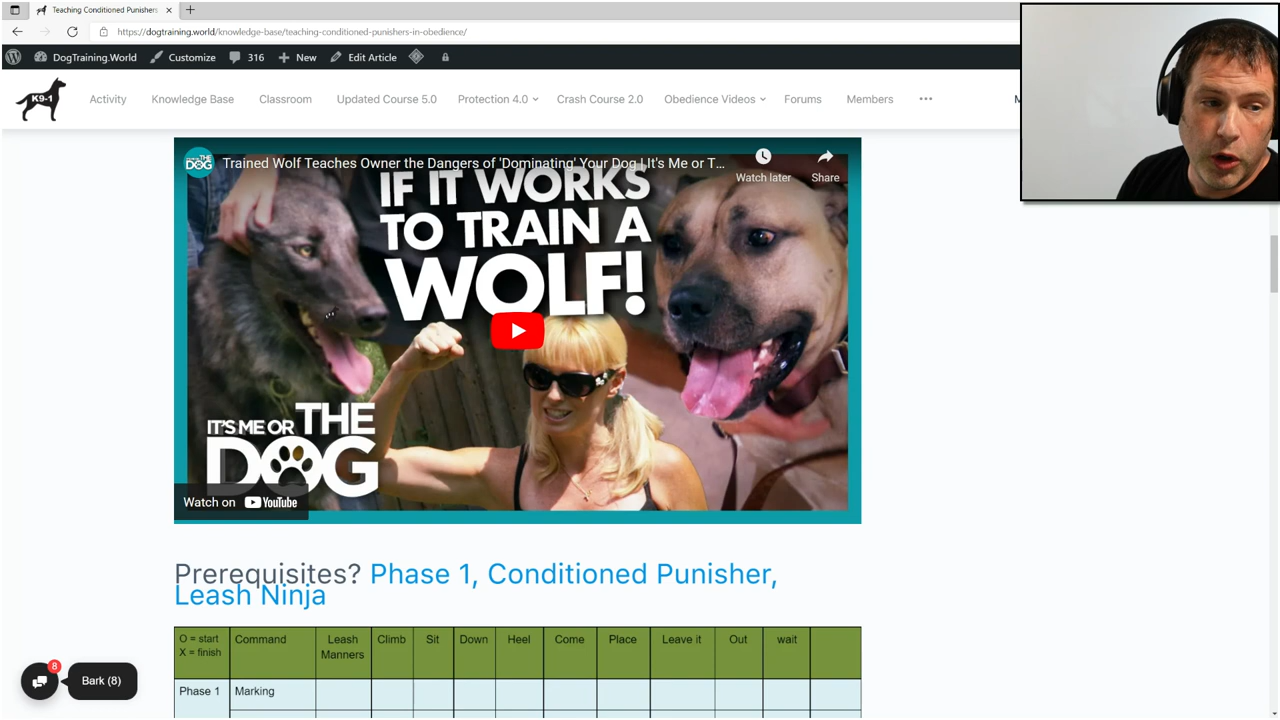 Teaching Conditioned Punishers
https://dogtraining.world/knowledge-base/teaching-conditioned-punishers-in-obedience/
DogTraining.World Customize 316 New Edit Article
K9-1 Activity Knowledge Base Classroom Updated Course 5.0 Protection 4.0 Crash Course 2.0 Obedience Videos Forums Members ••• M
THE DOG
Trained Wolf Teaches Owner the Dangers of 'Dominating' Your Dog | It's Me or T...
Watch later Share
IF IT WORKS
TO TRAIN A
WOLF!
IT'S ME OR THE
DOG
Watch on YouTube
Prerequisites? Phase 1, Conditioned Punisher,
Leash Ninja
O = start
X = finish
Command
Leash
Manners
Climb Sit Down Heel Come Place Leave it Out wait
Phase 1 Marking
8
Bark (8)